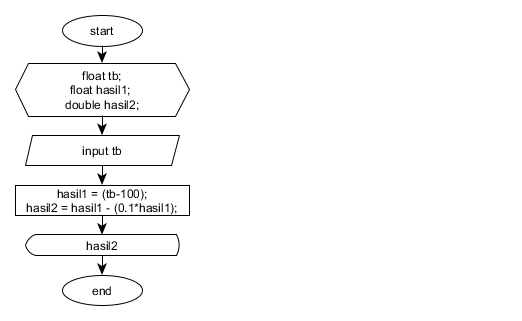 start
float tb;
float hasil1;
double hasil2;
input tb
hasil1 = (tb-100);
hasil2 = hasil1 - (0.1*hasil1);
hasil2
end